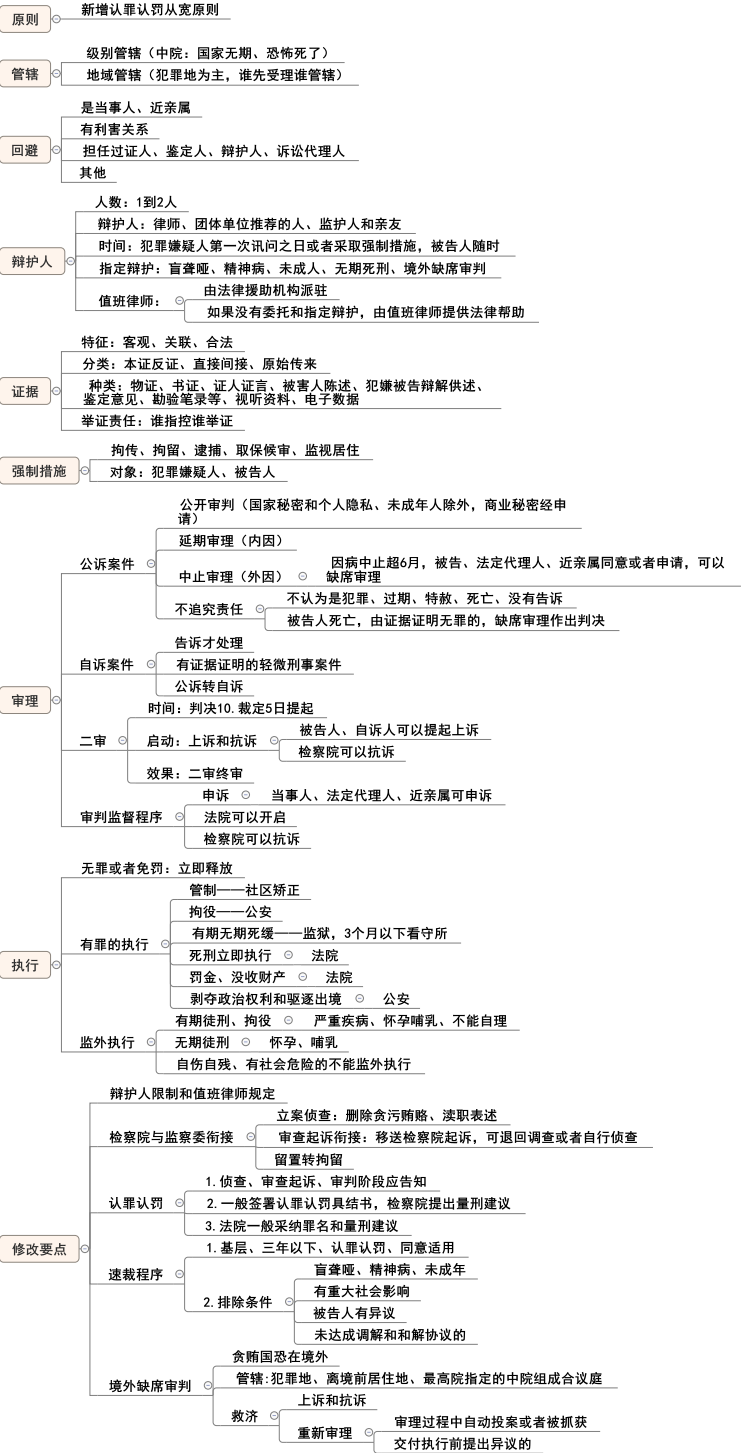 原则
新增认罪认罚从宽原则
管辖
级别管辖（中院：国家无期、恐怖死了）
地域管辖（犯罪地为主，谁先受理谁管辖）
回避
是当事人、近亲属
有利害关系
担任过证人、鉴定人、辩护人、诉讼代理人
其他
辩护人
人数：1到2人
辩护人：律师、团体单位推荐的人、监护人和亲友
时间：犯罪嫌疑人第一次讯问之日或者采取强制措施，被告人随时
指定辩护：盲聋哑、精神病、未成人、无期死刑、境外缺席审判
值班律师：
由法律援助机构派驻
如果没有委托和指定辩护，由值班律师提供法律帮助
证据
特征：客观、关联、合法
分类：本证反证、直接间接、原始传来
种类：物证、书证、证人证言、被害人陈述、犯嫌被告辩解供述、
鉴定意见、勘验笔录等、视听资料、电子数据
举证责任：谁指控谁举证
强制措施
拘传、拘留、逮捕、取保候审、监视居住
对象：犯罪嫌疑人、被告人
审理
公诉案件
公开审判（国家秘密和个人隐私、未成年人除外，商业秘密经申
请）
延期审理（内因）
中止审理（外因）
因病中止超6月，被告、法定代理人、近亲属同意或者申请，可以
缺席审理
不追究责任
不认为是犯罪、过期、特赦、死亡、没有告诉
被告人死亡，由证据证明无罪的，缺席审理作出判决
自诉案件
告诉才处理
有证据证明的轻微刑事案件
公诉转自诉
二审
时间：判决10.裁定5日提起
启动：上诉和抗诉
被告人、自诉人可以提起上诉
检察院可以抗诉
效果：二审终审
审判监督程序
申诉
当事人、法定代理人、近亲属可申诉
法院可以开启
检察院可以抗诉
执行
无罪或者免罚：立即释放
有罪的执行
管制——社区矫正
拘役——公安
有期无期死缓——监狱，3个月以下看守所
死刑立即执行
法院
罚金、没收财产
法院
剥夺政治权利和驱逐出境
公安
监外执行
有期徒刑、拘役
严重疾病、怀孕哺乳、不能自理
无期徒刑
怀孕、哺乳
自伤自残、有社会危险的不能监外执行
修改要点
辩护人限制和值班律师规定
检察院与监察委衔接
立案侦查：删除贪污贿赂、渎职表述
审查起诉衔接：移送检察院起诉，可退回调查或者自行侦查
留置转拘留
认罪认罚
1.侦查、审查起诉、审判阶段应告知
2.一般签署认罪认罚具结书，检察院提出量刑建议
3.法院一般采纳罪名和量刑建议
速裁程序
1.基层、三年以下、认罪认罚、同意适用
2.排除条件
盲聋哑、精神病、未成年
有重大社会影响
被告人有异议
未达成调解和和解协议的
境外缺席审判
贪贿国恐在境外
管辖:犯罪地、离境前居住地、最高院指定的中院组成合议庭
救济
上诉和抗诉
重新审理
审理过程中自动投案或者被抓获
交付执行前提出异议的